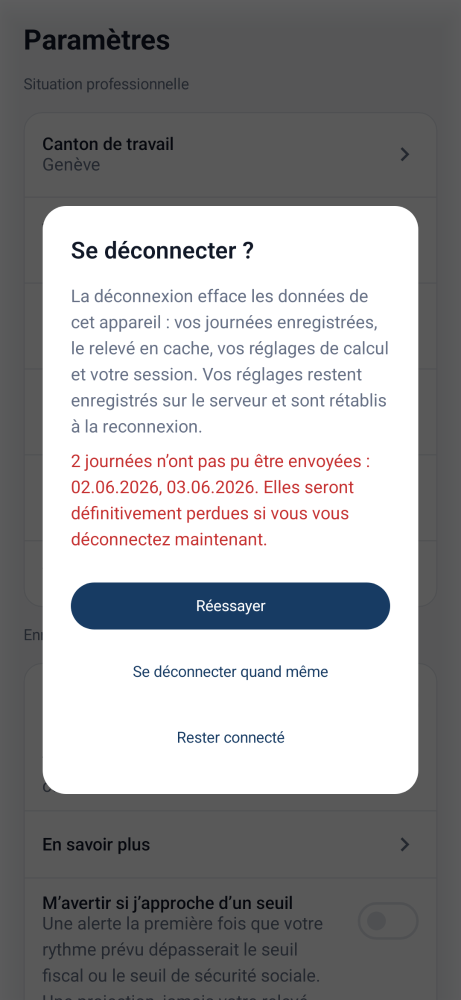 Paramètres
Situation professionnelle
Canton de travail
Genève
Se déconnecter ?
La déconnexion efface les données de
cet appareil : vos journées enregistrées,
le relevé en cache, vos réglages de calcul
et votre session. Vos réglages restent
enregistrés sur le serveur et sont rétablis
à la reconnexion.
2 journées n’ont pas pu être envoyées :
02.06.2026, 03.06.2026. Elles seront
définitivement perdues si vous vous
déconnectez maintenant.
Réessayer
Se déconnecter quand même
Rester connecté
En savoir plus
M’avertir si j’approche d’un seuil
Une alerte la première fois que votre
rythme prévu dépasserait le seuil
fiscal ou le seuil de sécurité sociale.